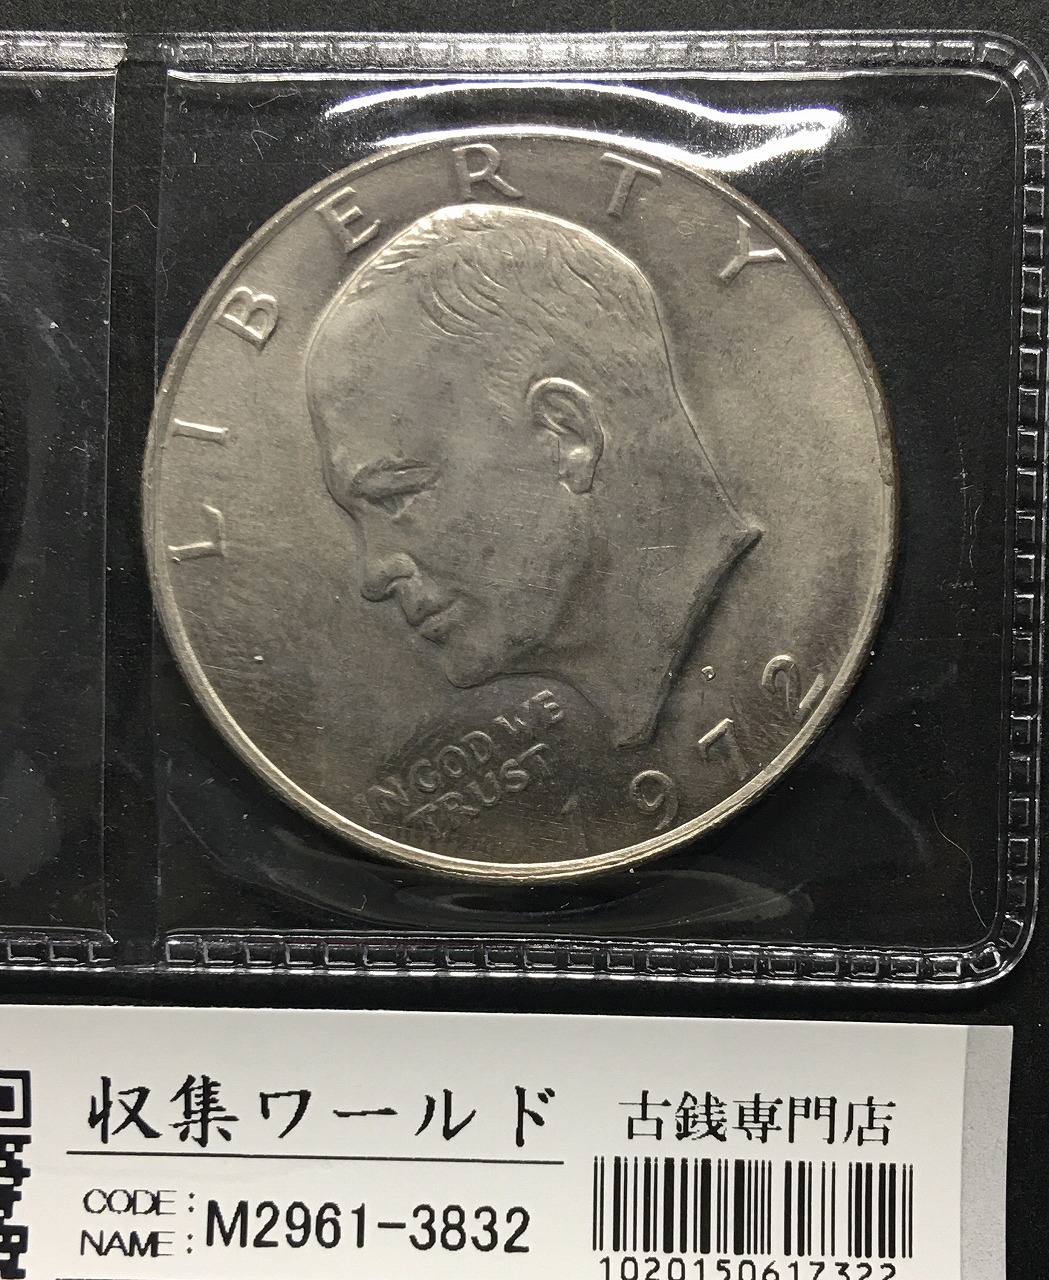 LIBERTY
IN GOD WE
TRUST
D
1972
収集ワールド
古銭専門店
CODE:
NAME:
M2961-3832
1020150617322